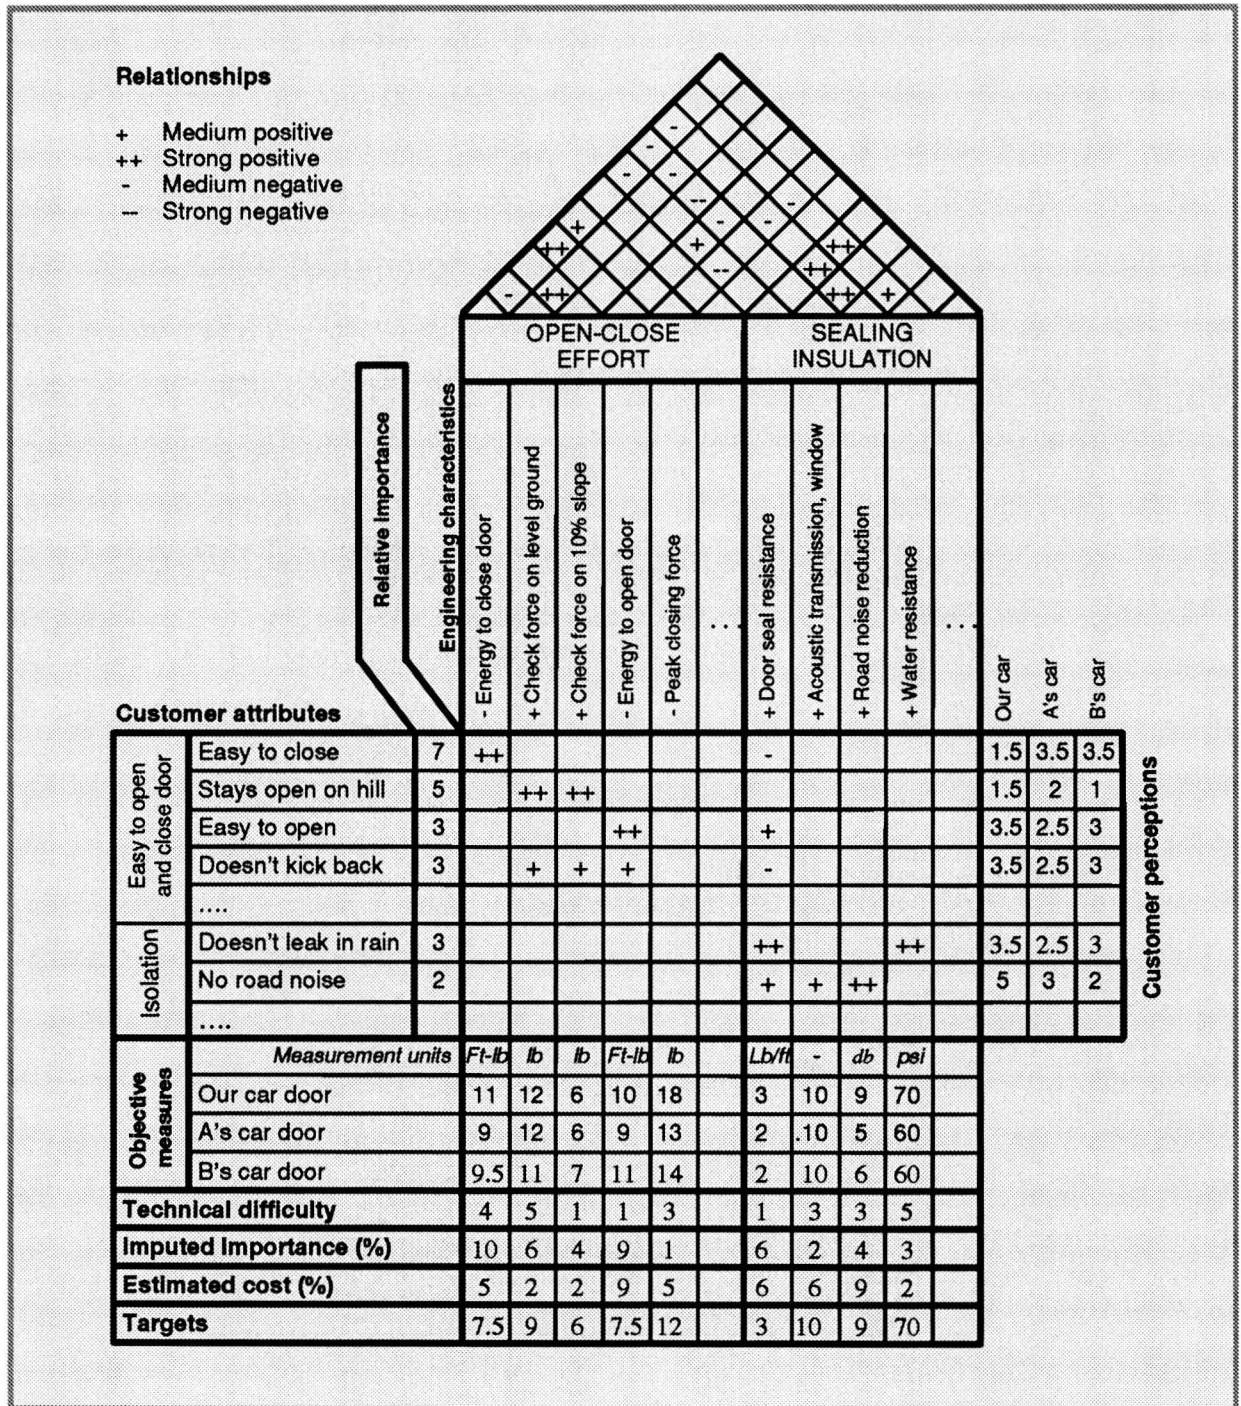 Relationships
+ Medium positive
++ Strong positive
- Medium negative
-- Strong negative
-
-
- -
-- -
+ - -
++ + ++
-- ++
- ++ ++ +
OPEN-CLOSE EFFORT
SEALING INSULATION
Relative Importance
Engineering characteristics
- Energy to close door
+ Check force on level ground
+ Check force on 10% slope
- Energy to open door
- Peak closing force
...
+ Door seal resistance
+ Acoustic transmission, window
+ Road noise reduction
+ Water resistance
...
Our car
A's car
B's car
Customer attributes
Easy to open and close door
Easy to close 7 ++ - 1.5 3.5 3.5
Stays open on hill 5 ++ ++ 1.5 2 1
Easy to open 3 ++ + 3.5 2.5 3
Doesn't kick back 3 + + + - 3.5 2.5 3
....
Isolation
Doesn't leak in rain 3 ++ ++ 3.5 2.5 3
No road noise 2 + + ++ 5 3 2
....
Customer perceptions
Objective measures
Measurement units Ft-lb lb lb Ft-lb lb Lb/ft - db psi
Our car door 11 12 6 10 18 3 10 9 70
A's car door 9 12 6 9 13 2 .10 5 60
B's car door 9.5 11 7 11 14 2 10 6 60
Technical difficulty 4 5 1 1 3 1 3 3 5
Imputed Importance (%) 10 6 4 9 1 6 2 4 3
Estimated cost (%) 5 2 2 9 5 6 6 9 2
Targets 7.5 9 6 7.5 12 3 10 9 70